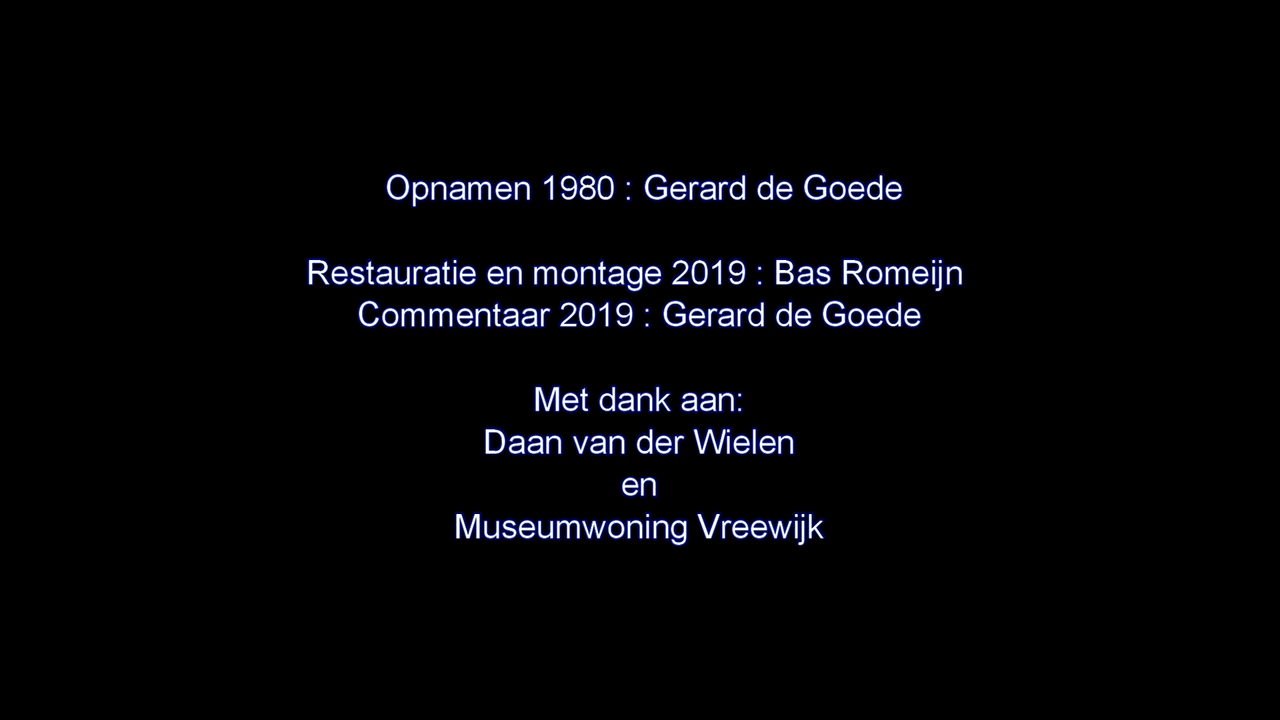 Opnamen 1980 : Gerard de Goede
Restauratie en montage 2019 : Bas Romeijn
Commentaar 2019 : Gerard de Goede
Met dank aan:
Daan van der Wielen
en
Museumwoning Vreewijk